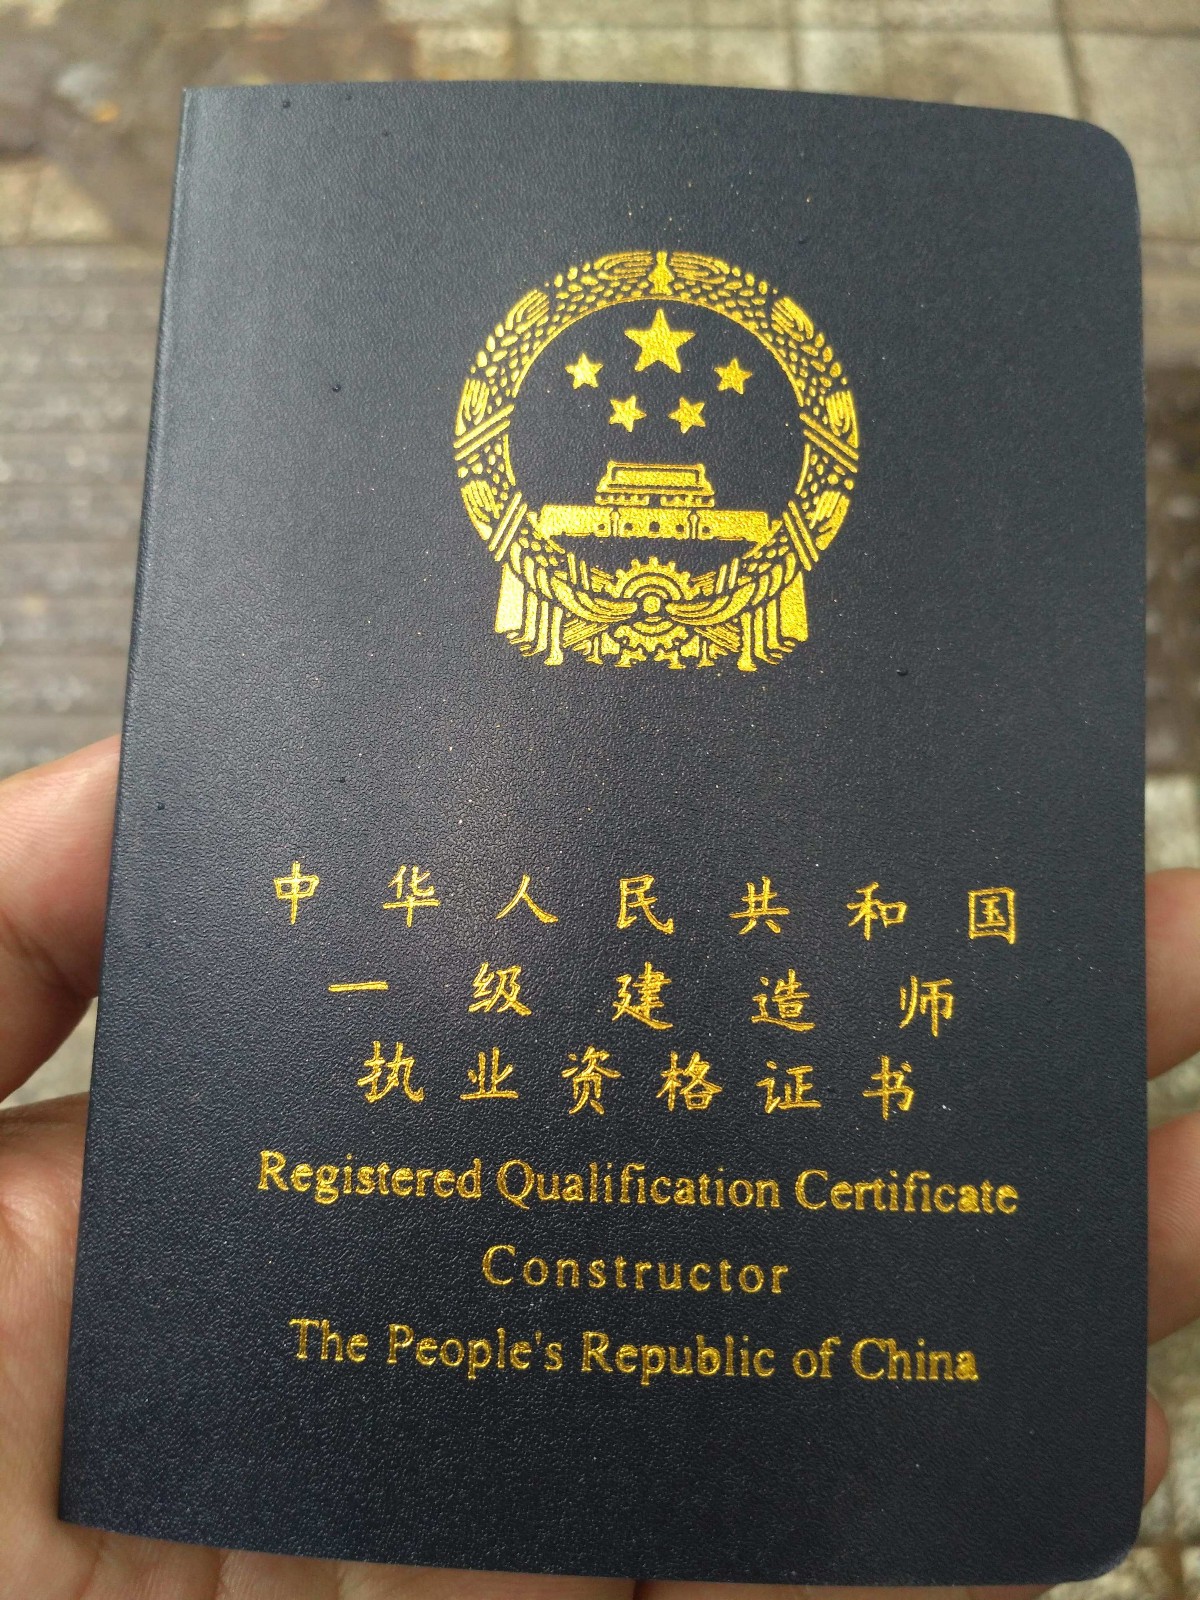 中华人民共和国
一级建造师
执业资格证书
Registered Qualification Certificate
Constructor
The People's Republic of China